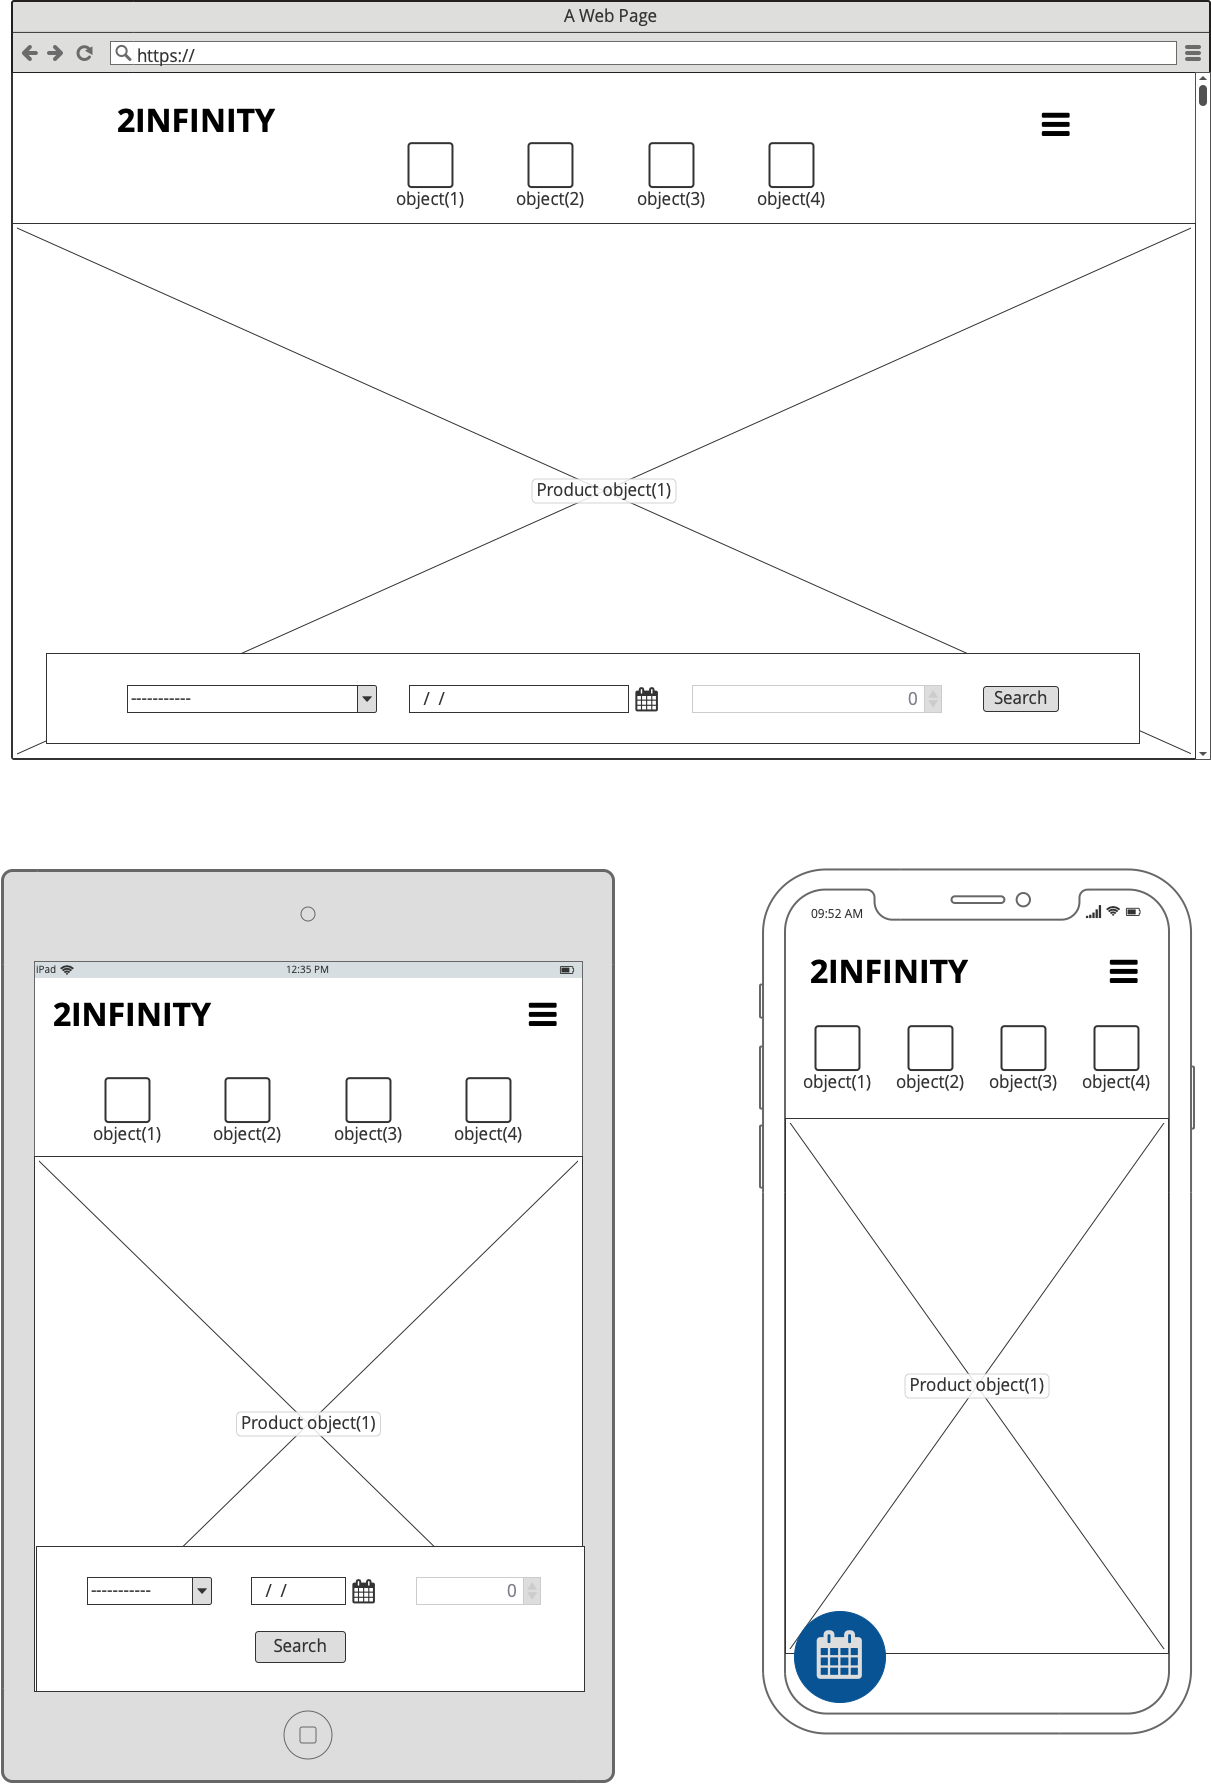 A Web Page
https://
2INFINITY
object(1) object(2) object(3) object(4)
Product object(1)
----------- / / 0 Search
iPad 12:35 PM
2INFINITY
object(1) object(2) object(3) object(4)
Product object(1)
----------- / / 0
Search
09:52 AM
2INFINITY
object(1) object(2) object(3) object(4)
Product object(1)